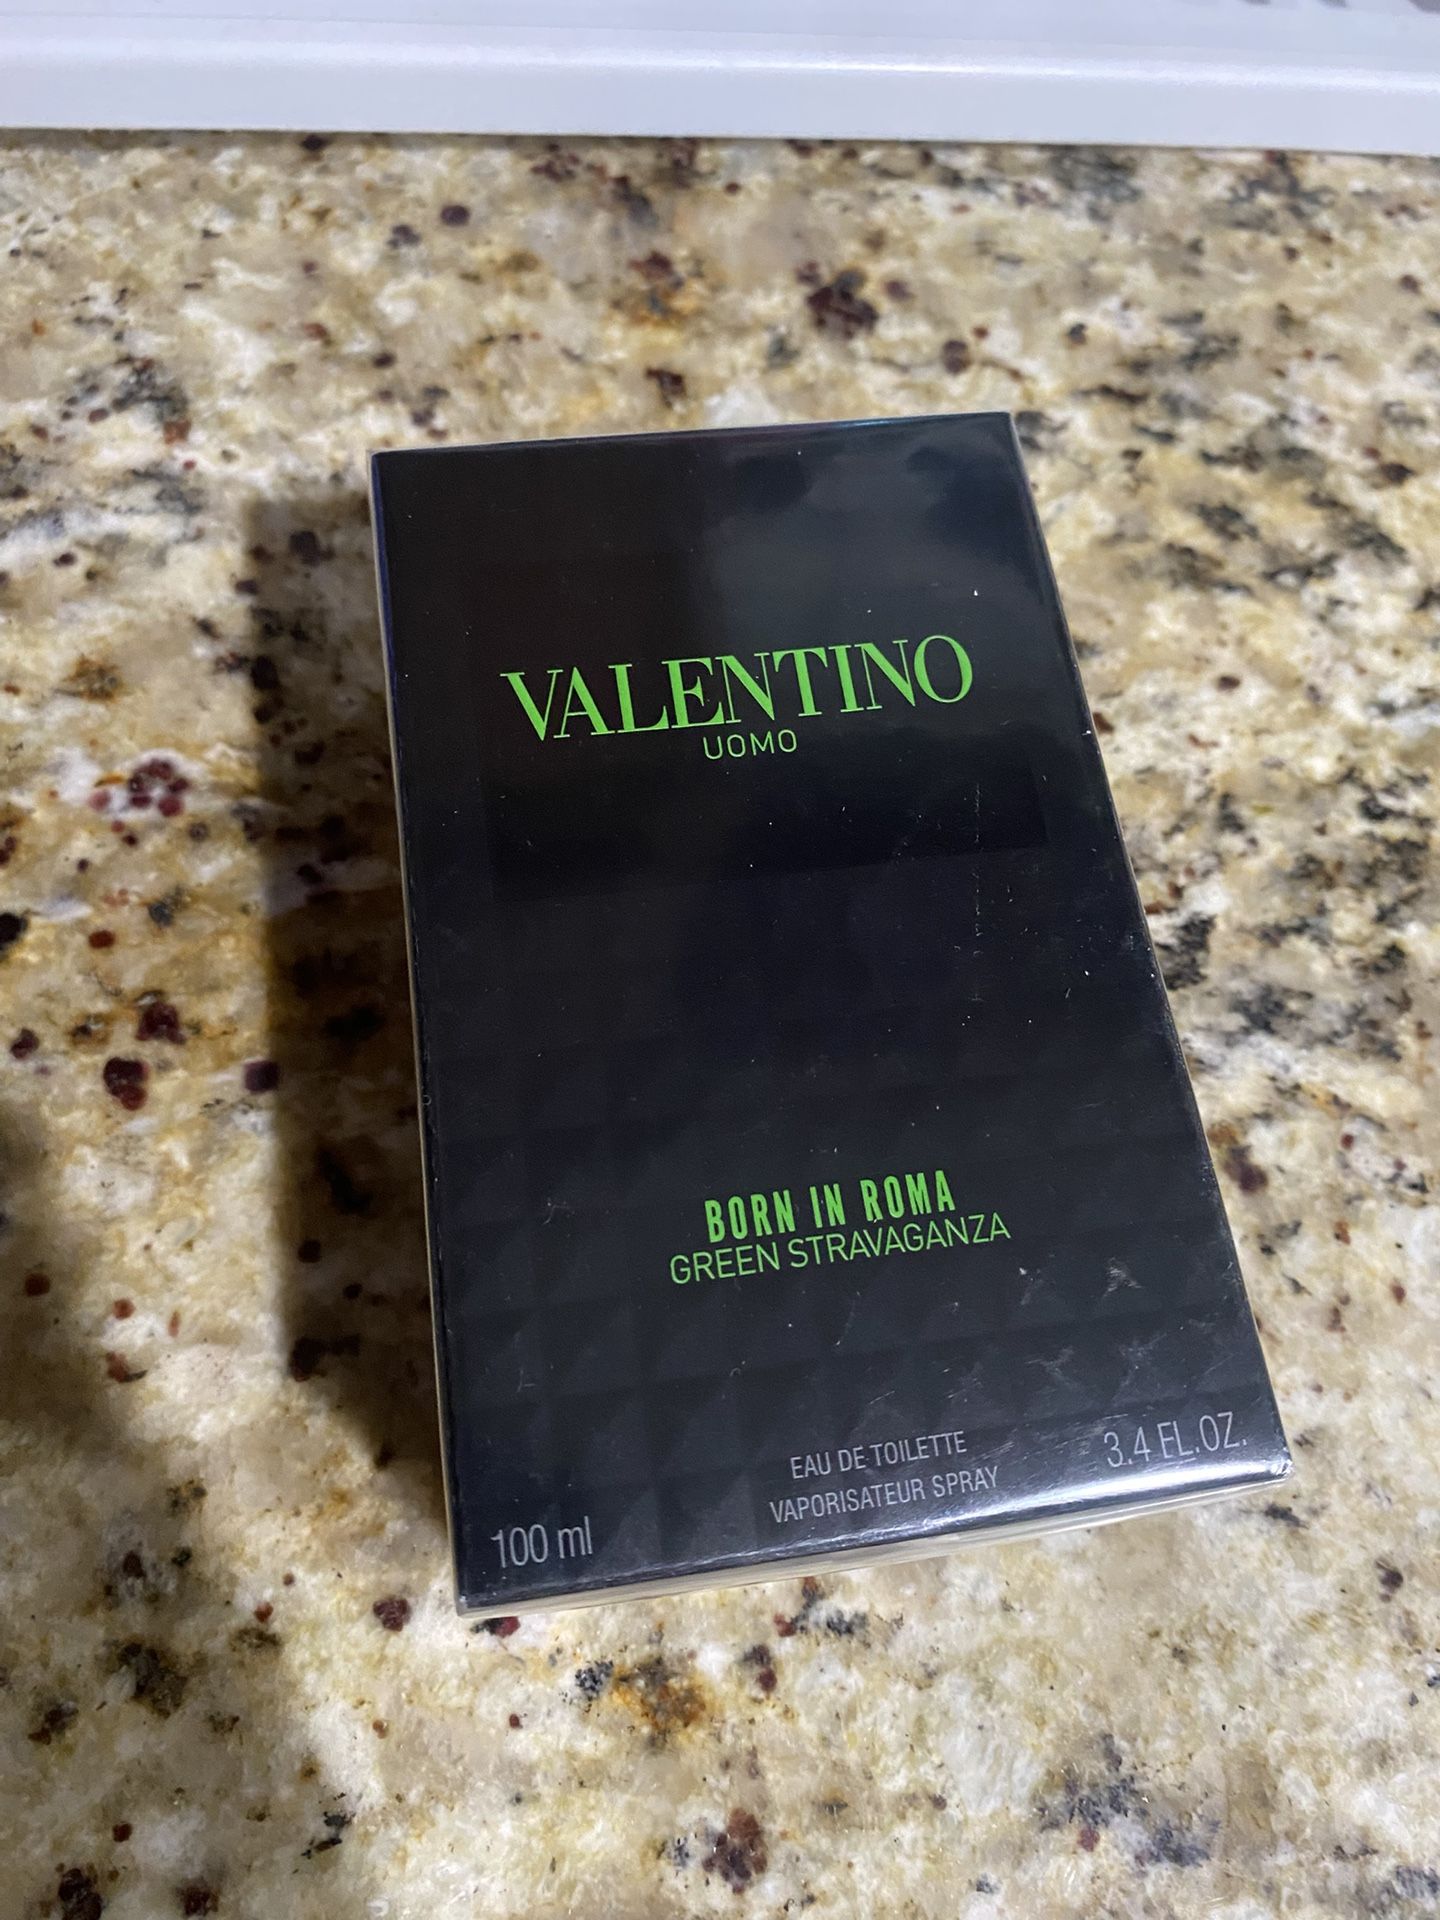 VALENTINO
UOMO
BORN IN ROMA
GREEN STRAVAGANZA
EAU DE TOILETTE
VAPORISATEUR SPRAY
100 ml
3.4 FL.OZ.